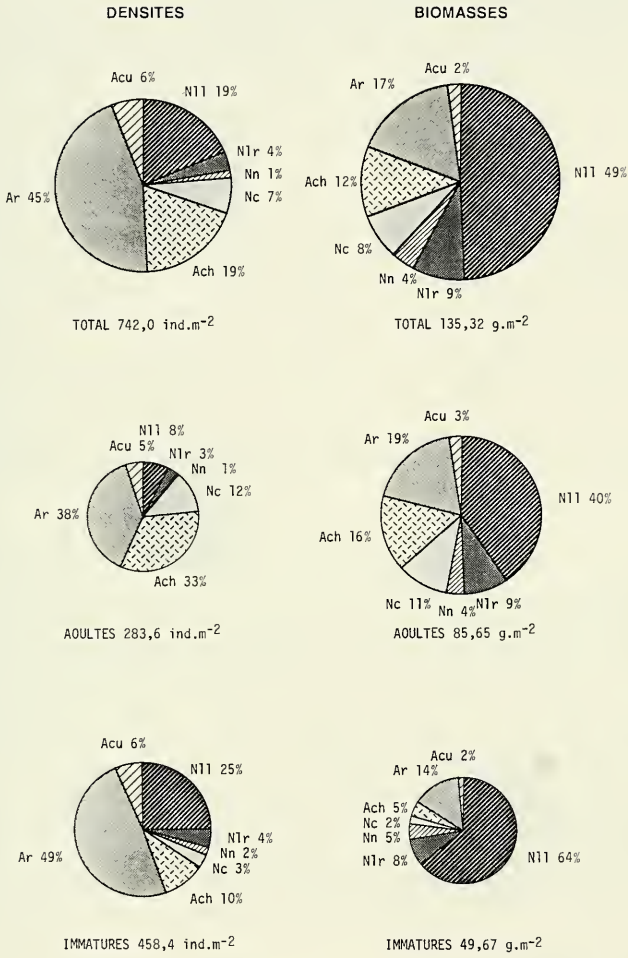 DENSITES
BIOMASSES
Acu 6%
Nll 19%
Nlr 4%
Nn 1%
Nc 7%
Ach 19%
Ar 45%
TOTAL 742,0 ind.m-2
Acu 2%
Ar 17%
Nll 49%
Ach 12%
Nc 8%
Nn 4%
Nlr 9%
TOTAL 135,32 g.m-2
Nll 8%
Acu 5%
Nlr 3%
Nn 1%
Nc 12%
Ar 38%
Ach 33%
AOULTES 283,6 ind.m-2
Acu 3%
Ar 19%
Nll 40%
Ach 16%
Nc 11%
Nn 4%
Nlr 9%
AOULTES 85,65 g.m-2
Acu 6%
Nll 25%
Nlr 4%
Nn 2%
Nc 3%
Ach 10%
Ar 49%
IMMATURES 458,4 ind.m-2
Acu 2%
Ar 14%
Ach 5%
Nc 2%
Nn 5%
Nlr 8%
Nll 64%
IMMATURES 49,67 g.m-2